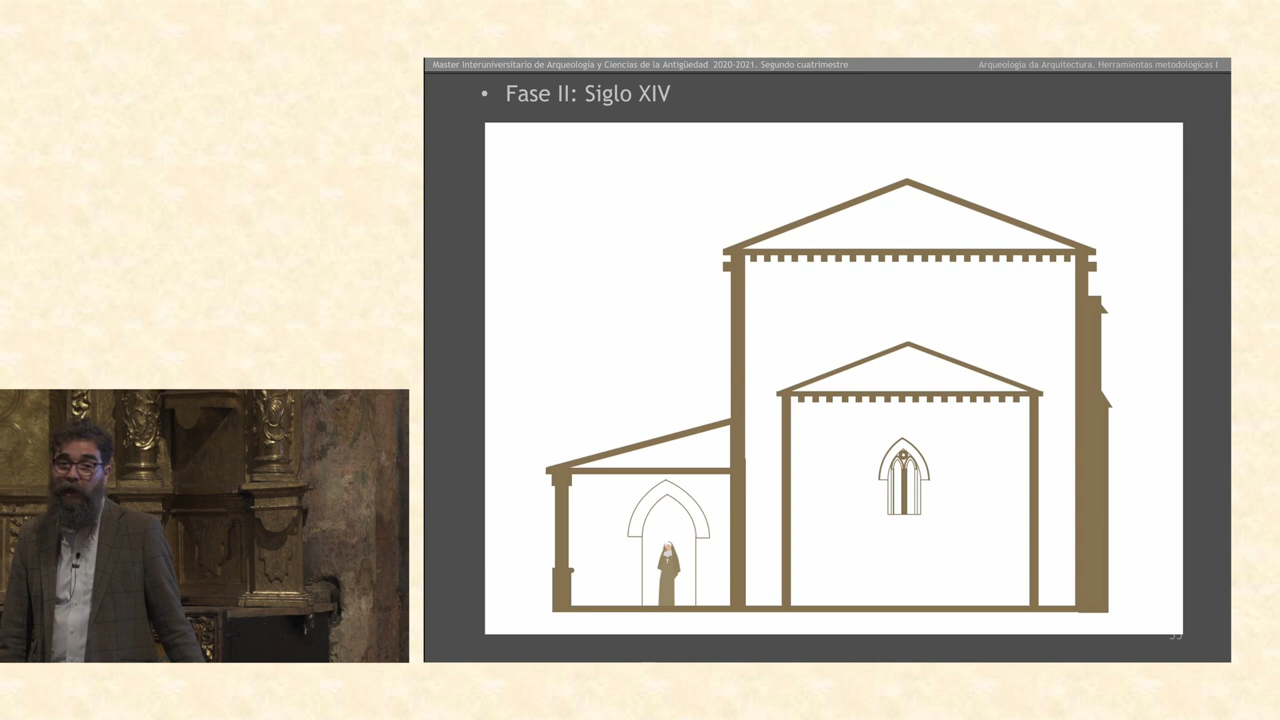 Master Interuniversitario de Arqueología y Ciencias de la Antigüedad 2020-2021. Segundo cuatrimestre
Arqueología da Arquitectura. Herramientas metodológicas I
• Fase II: Siglo XIV